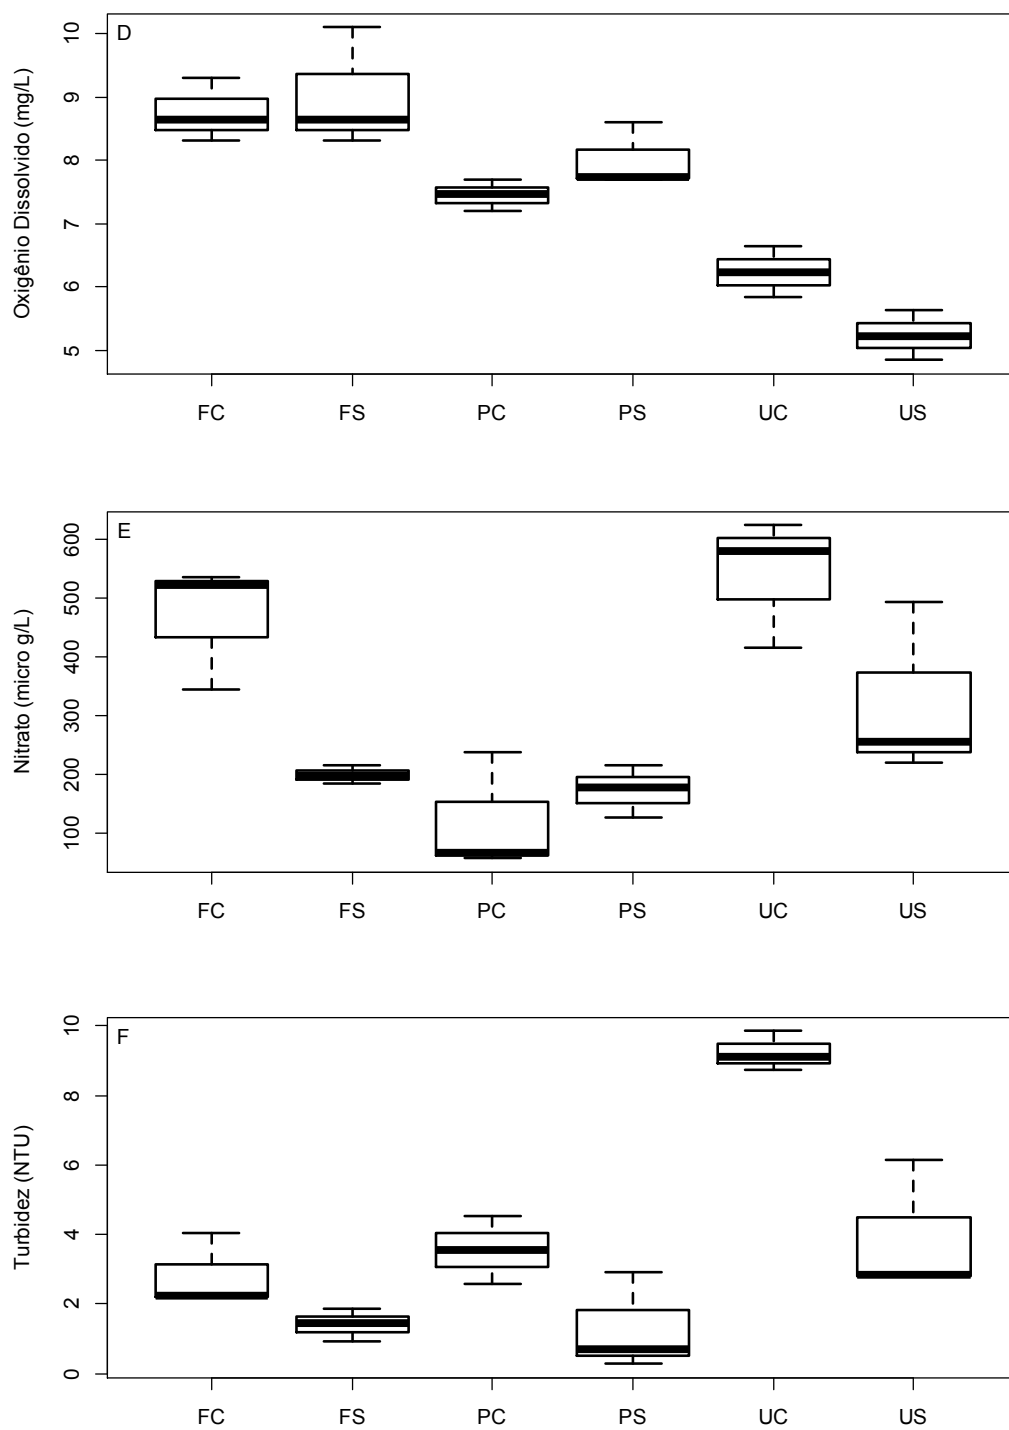 D
Oxigênio Dissolvido (mg/L)
10
9
8
7
6
5
FC FS PC PS UC US
E
Nitrato (micro g/L)
600
500
400
300
200
100
FC FS PC PS UC US
F
Turbidez (NTU)
10
8
6
4
2
0
FC FS PC PS UC US